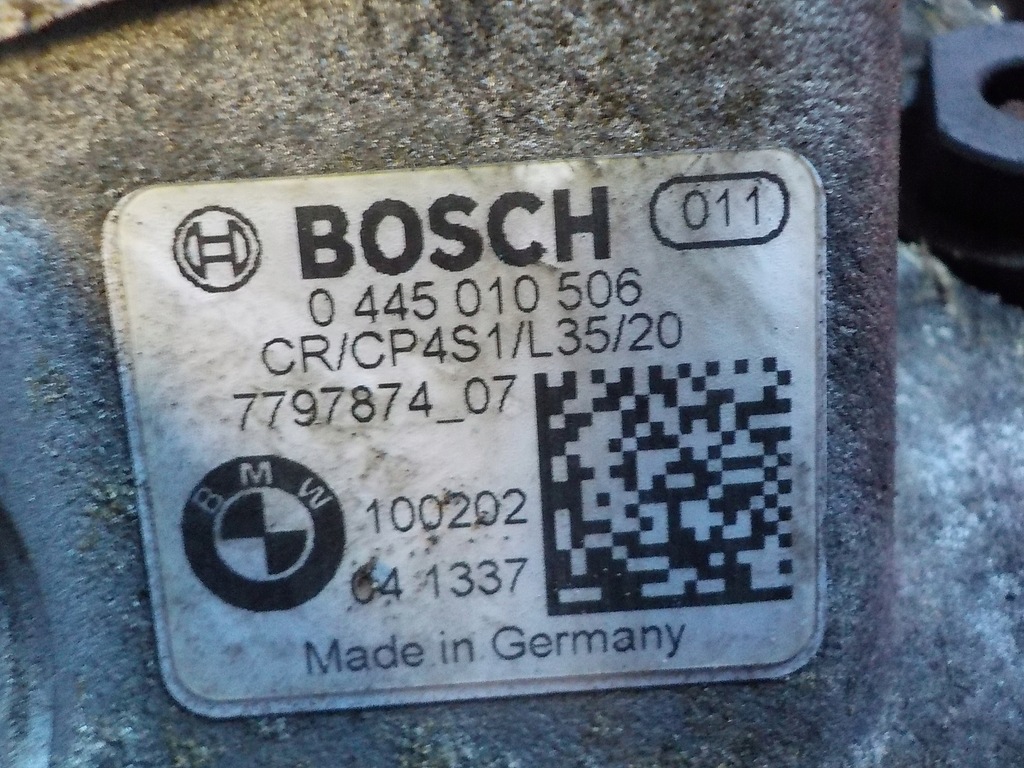 BOSCH 011
0 445 010 506
CR/CP4S1/L35/20
7797874_07
BMW
100202
04 1337
Made in Germany